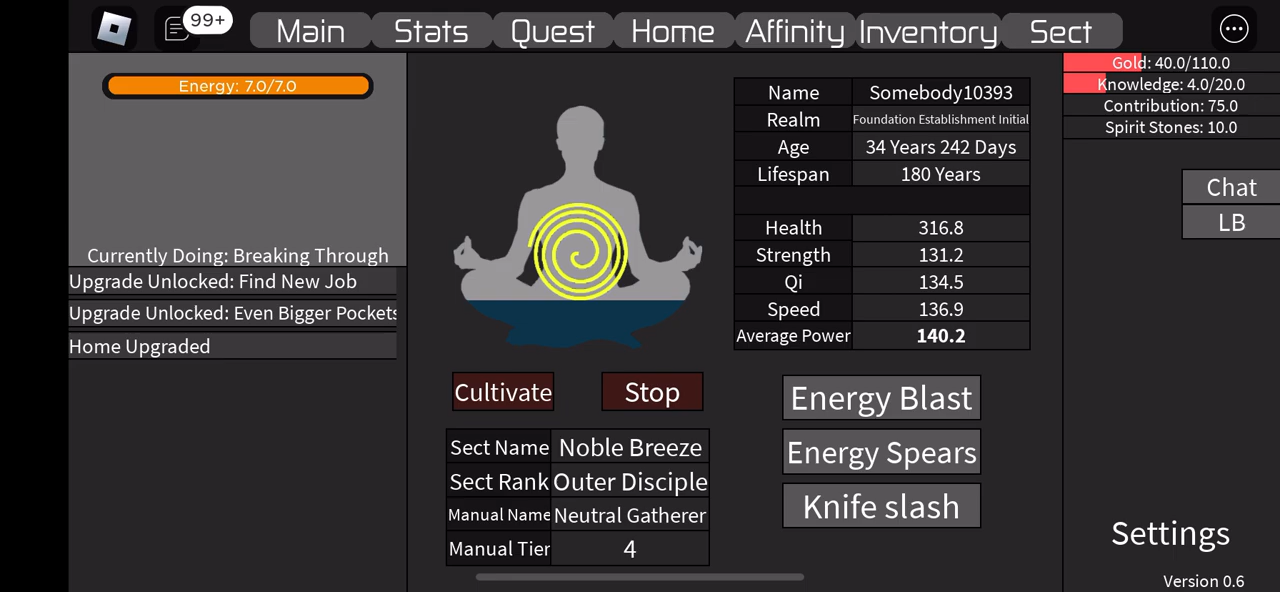 99+
Main Stats Quest Home Affinity Inventory Sect
Energy: 7.0/7.0
Currently Doing: Breaking Through
Upgrade Unlocked: Find New Job
Upgrade Unlocked: Even Bigger Pockets
Home Upgraded
Cultivate Stop
Sect Name Noble Breeze
Sect Rank Outer Disciple
Manual Name Neutral Gatherer
Manual Tier 4
Name Somebody10393
Realm Foundation Establishment Initial
Age 34 Years 242 Days
Lifespan 180 Years
Health 316.8
Strength 131.2
Qi 134.5
Speed 136.9
Average Power 140.2
Energy Blast
Energy Spears
Knife slash
Gold: 40.0/110.0
Knowledge: 4.0/20.0
Contribution: 75.0
Spirit Stones: 10.0
Chat
LB
Settings
Version 0.6